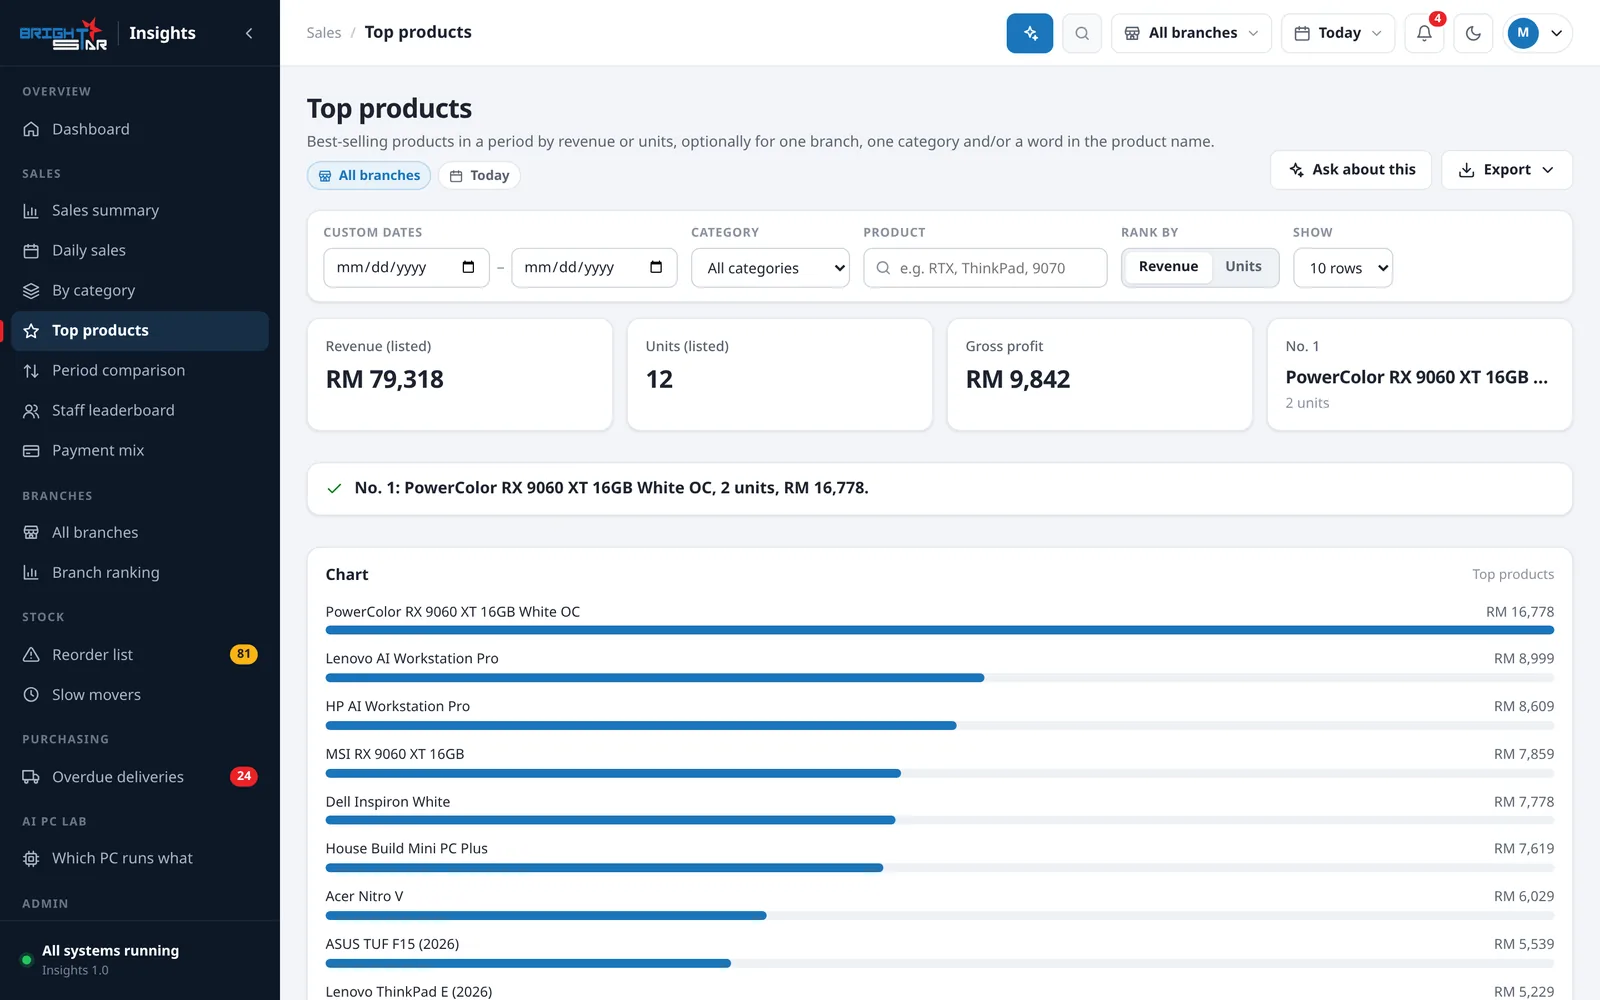 BRIGHT STAR
Insights
OVERVIEW
Dashboard
SALES
Sales summary
Daily sales
By category
Top products
Period comparison
Staff leaderboard
Payment mix
BRANCHES
All branches
Branch ranking
STOCK
Reorder list 81
Slow movers
PURCHASING
Overdue deliveries 24
AI PC LAB
Which PC runs what
ADMIN
All systems running
Insights 1.0
Sales / Top products
All branches
Today
4
M
Top products
Best-selling products in a period by revenue or units, optionally for one branch, one category and/or a word in the product name.
All branches
Today
Ask about this
Export
CUSTOM DATES
mm/dd/yyyy – mm/dd/yyyy
CATEGORY
All categories
PRODUCT
e.g. RTX, ThinkPad, 9070
RANK BY
Revenue Units
SHOW
10 rows
Revenue (listed)
RM 79,318
Units (listed)
12
Gross profit
RM 9,842
No. 1
PowerColor RX 9060 XT 16GB ...
2 units
No. 1: PowerColor RX 9060 XT 16GB White OC, 2 units, RM 16,778.
Chart
Top products
PowerColor RX 9060 XT 16GB White OC RM 16,778
Lenovo AI Workstation Pro RM 8,999
HP AI Workstation Pro RM 8,609
MSI RX 9060 XT 16GB RM 7,859
Dell Inspiron White RM 7,778
House Build Mini PC Plus RM 7,619
Acer Nitro V RM 6,029
ASUS TUF F15 (2026) RM 5,539
Lenovo ThinkPad E (2026) RM 5,229